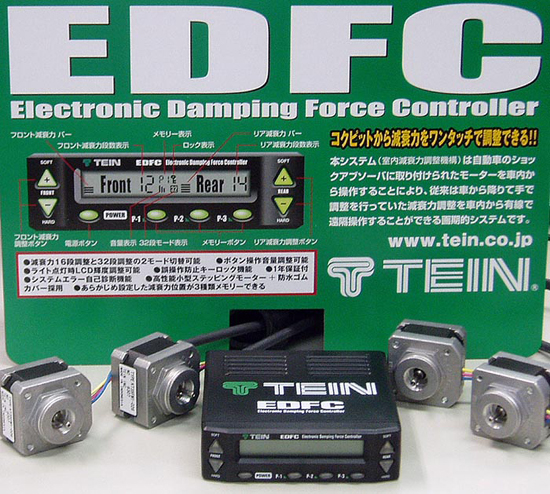 EDFC
Electronic Damping Force Controller
コクピットから減衰力をワンタッチで調整できる!!
フロント減衰力 バー
メモリー表示
リア減衰力 バー
フロント減衰力段数表示
ロック表示
リア減衰力段数表示
TEIN EDFC Electronic Damping Force Controller
SOFT
SOFT
Front 12 Rear 14
FRONT
REAR
HARD
POWER P-1 P-2 P-3
HARD
フロント減衰力
調整ボタン
電源ボタン
音量表示
32段モード表示
メモリーボタン
リア減衰力調整ボタン
本システム(室内減衰力調整機構)は自動車のショ
ックアブソーバに取り付けられたモーターを車内か
ら操作することにより、従来は車から降りて手で
調整を行っていた減衰力調整を車内から有線で
遠隔操作することができる画期的システムです。
www.tein.co.jp
TEIN®
●減衰力16段調整と32段調整の2モード切替可能 ●ボタン操作音量調整可能
●ライト点灯時LCD輝度調整可能 ●誤操作防止キーロック機能 ●1年保証付
●システムエラー自己診断機能 ●高性能小型ステッピングモーター + 防水ゴム
カバー採用 ●あらかじめ設定した減衰力位置が3種類メモリーできる
TEIN
EDFC
Electronic Damping Force Controller
TEIN EDFC Electronic Damping Force Controller
SOFT
SOFT
FRONT
REAR
HARD
POWER P-1 P-2 P-3
HARD